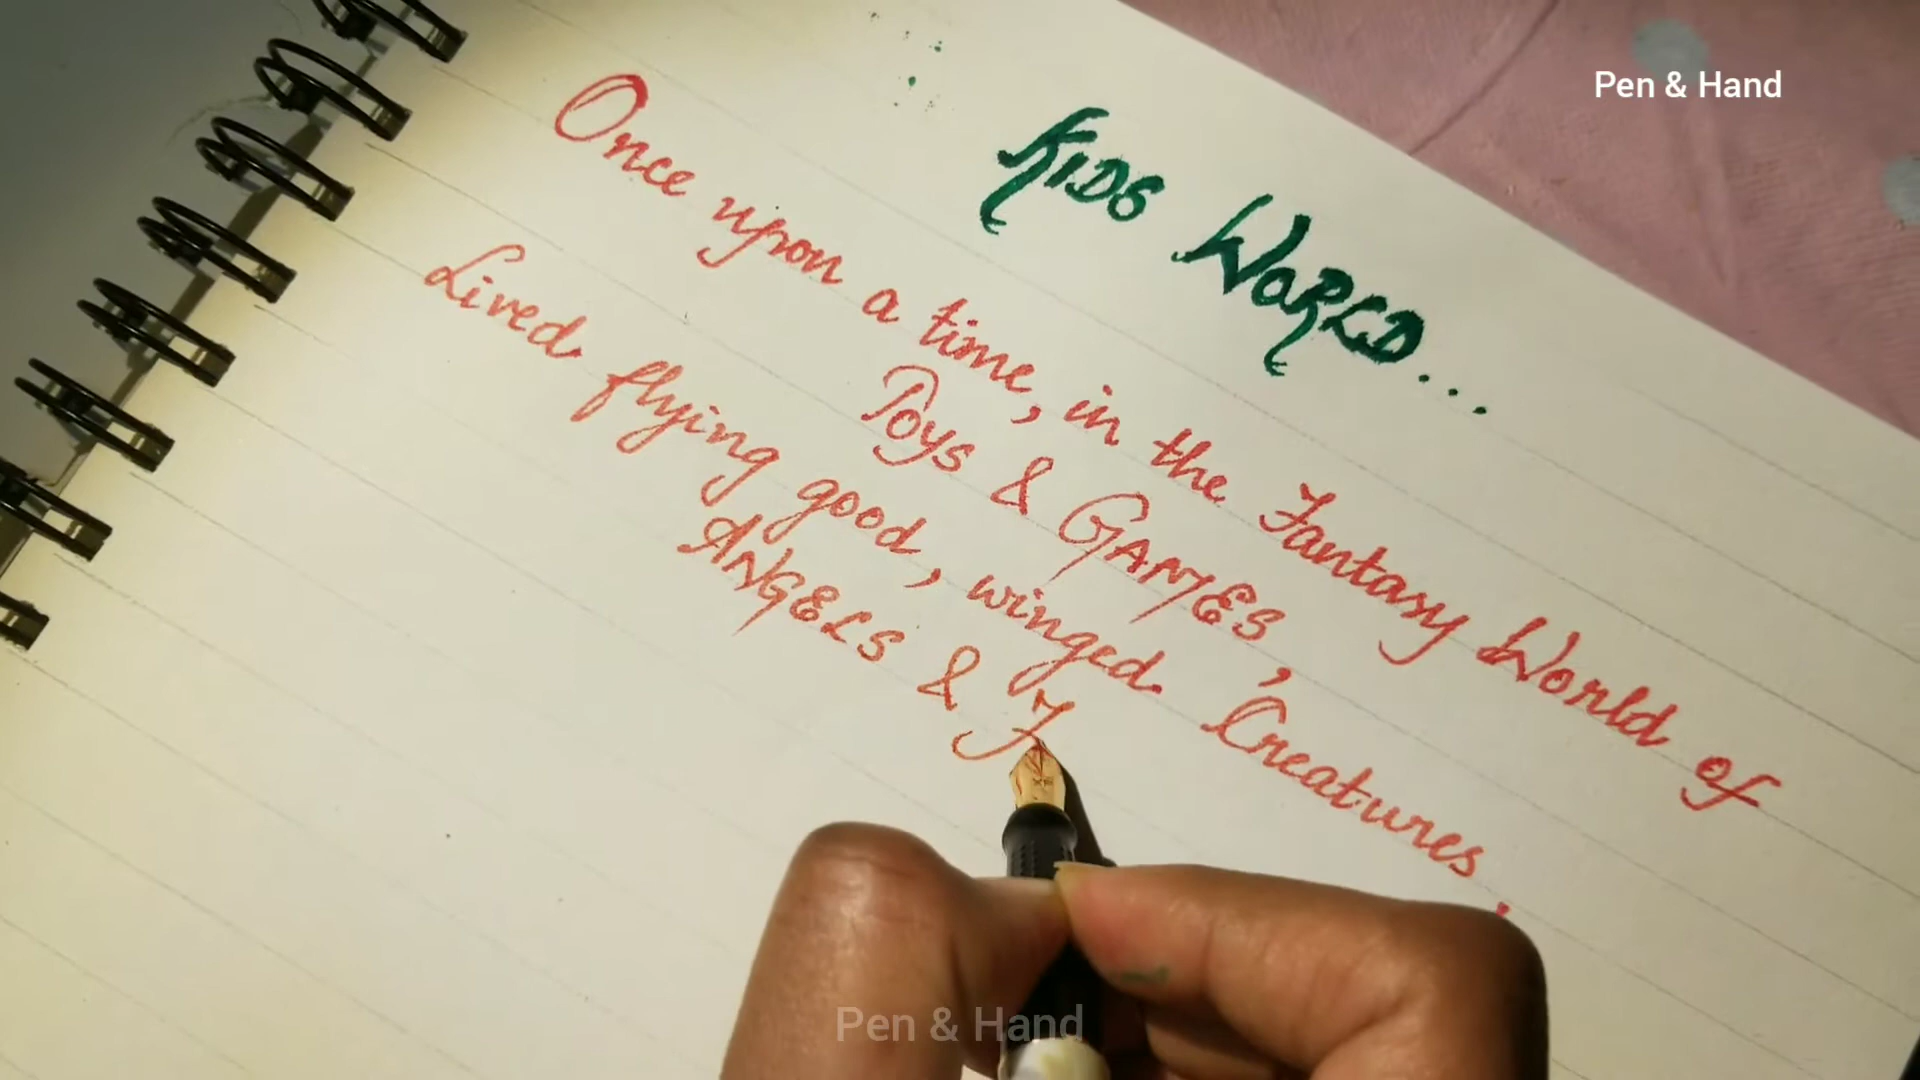 Pen & Hand
KIDS WORLD...
Once upon a time, in the Fantasy World of
Toys & GAMES,
Lived flying good, winged Creatures,
ANGELS & F
Pen & Hand